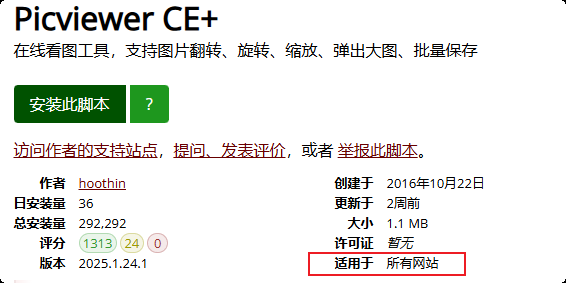 Picviewer CE+
在线看图工具，支持图片翻转、旋转、缩放、弹出大图、批量保存
安装此脚本 ?
访问作者的支持站点，提问、发表评价，或者 举报此脚本。
作者 hoothin 创建于 2016年10月22日
日安装量 36 更新于 2周前
总安装量 292,292 大小 1.1 MB
评分 1313 24 0 许可证 暂无
版本 2025.1.24.1 适用于 所有网站